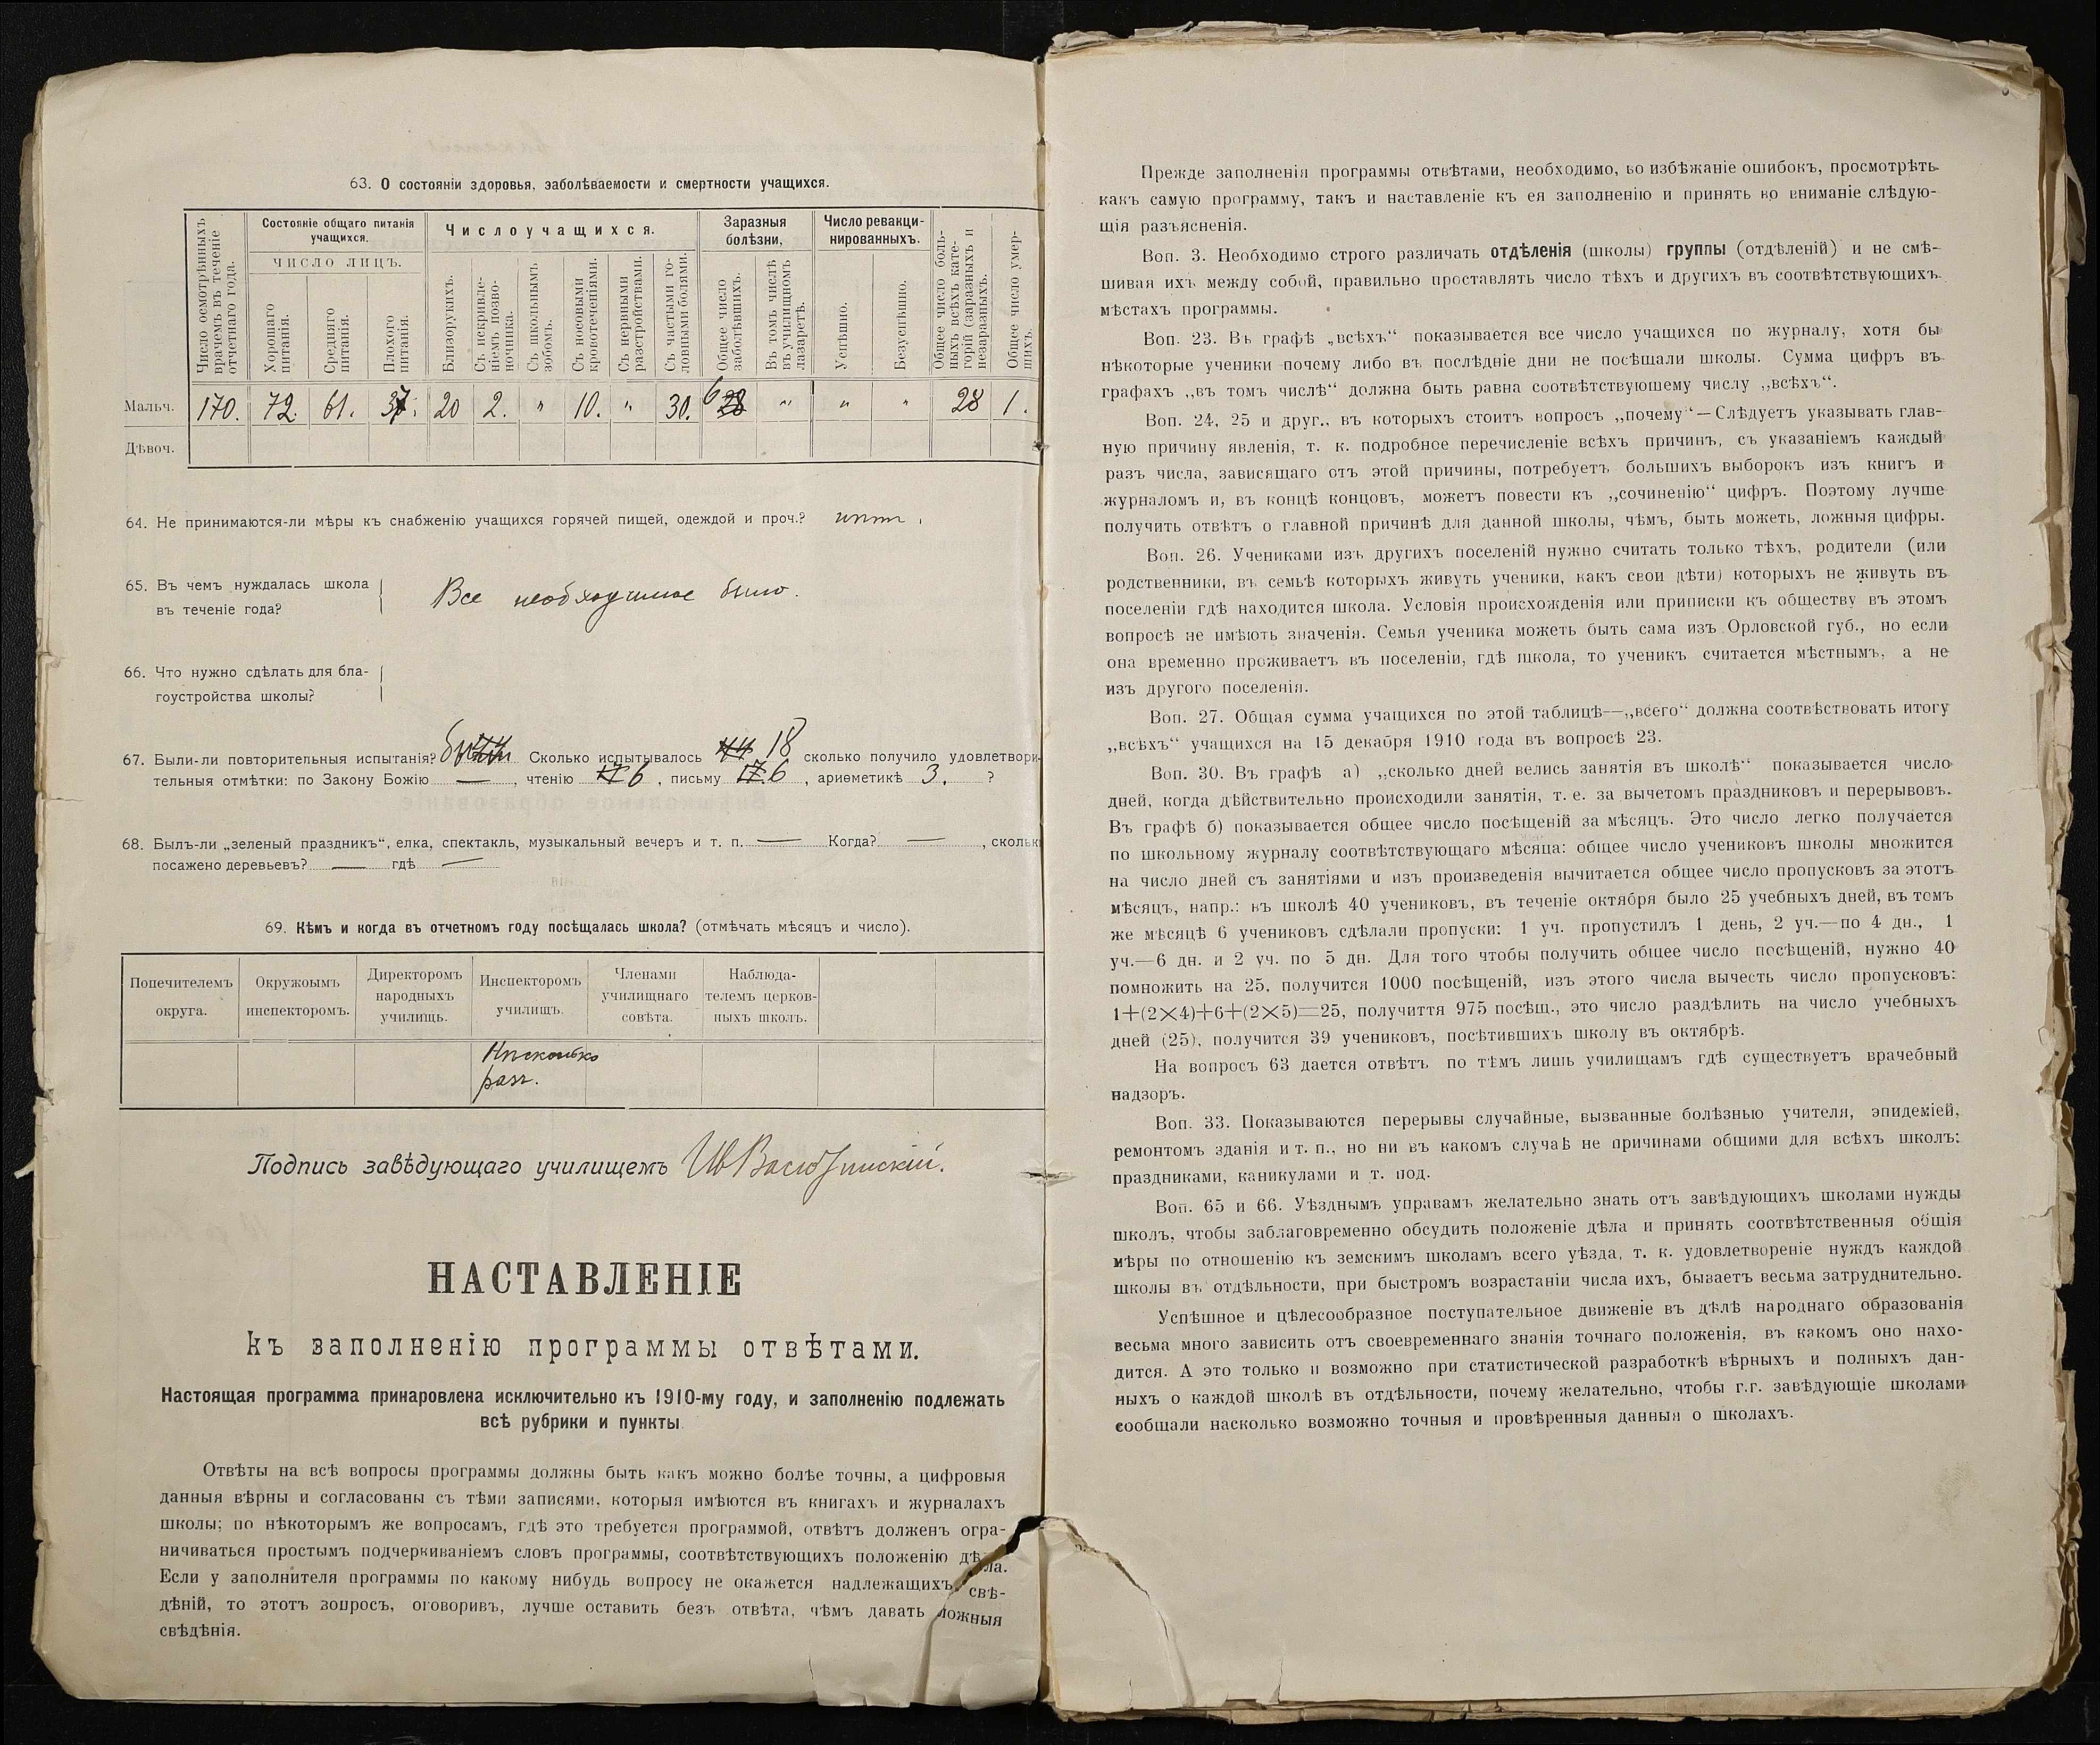 63. О состояніи здоровья, заболѣваемости и смертности учащихся.
Число осмотрѣнныхъ врачемъ въ теченіе отчетнаго года.
Состояніе общаго питанія учащихся.
ЧИСЛО ЛИЦЪ.
Хорошаго питанія.
Средняго питанія.
Плохого питанія.
Число учащихся.
Близорукихъ.
Съ искривленіемъ позвоночника.
Съ школьнымъ зобомъ.
Съ носовыми кровотеченіями.
Съ нервными разстройствами.
Съ частыми головными болями.
Заразныя болѣзни,
Общее число заболѣвшихъ.
Въ томъ числѣ въ училищномъ лазаретѣ.
Число ревакцинированныхъ.
Успѣшно.
Безуспѣшно.
Общее число больныхъ всѣхъ категорій (заразныхъ и незаразныхъ.
Общее число умершихъ.
Мальч. 170. 72. 61. 37. 20 2. " 10. " 30. 6 28 " " " 28 1.
Дѣвоч.
64. Не принимаются-ли мѣры къ снабженію учащихся горячей пищей, одеждой и проч.? нѣтъ.
65. Въ чемъ нуждалась школа
въ теченіе года?
Все необходимое было.
66. Что нужно сдѣлать для бла-
гоустройства школы?
67. Были-ли повторительныя испытанія? Сколько испытывалось 44 18 сколько получило удовлетвори-
тельныя отмѣтки: по Закону Божію — , чтенію 6 , письму 17. 6 , ариѳметикѣ 3. ?
68. Былъ-ли „зеленый праздникъ“, елка, спектакль, музыкальный вечеръ и т. п. — Когда? — , скольк
посажено деревьевъ? — гдѣ —
69. Кѣмъ и когда въ отчетномъ году посѣщалась школа? (отмѣчать мѣсяцъ и число).
Попечителемъ округа.
Окружоымъ инспекторомъ.
Директоромъ народныхъ училищъ.
Инспекторомъ училищъ.
Членами училищнаго совѣта.
Наблюда-
телемъ церков-
ныхъ школъ.
Нѣсколько
разъ.
Подпись завѣдующаго училищемъ
НАСТАВЛЕНІЕ
къ заполненію программы отвѣтами.
Настоящая программа принаровлена исключительно къ 1910-му году, и заполненію подлежать
всѣ рубрики и пункты.
Отвѣты на всѣ вопросы программы должны быть какъ можно болѣе точны, а цифровыя
данныя вѣрны и согласованы съ тѣми записями, которыя имѣются въ книгахъ и журналахъ
школы; по нѣкоторымъ же вопросамъ, гдѣ это требуется программой, отвѣтъ долженъ огра-
ничиваться простымъ подчеркиваніемъ словъ программы, соотвѣтствующихъ положенію дѣла.
Если у заполнителя программы по какому нибудь вопросу не окажется надлежащихъ свѣ-
дѣній, то этотъ вопросъ, оговоривъ, лучше оставить безъ отвѣта, чѣмъ давать ложныя
свѣдѣнія.
Прежде заполненія программы отвѣтами, необходимо, во избѣжаніе ошибокъ, просмотрѣть
какъ самую программу, такъ и наставленіе къ ея заполненію и принять во вниманіе слѣдую-
щія разъясненія.
Воп. 3. Необходимо строго различать отдѣленія (школы) группы (отдѣленій) и не смѣ-
шивая ихъ между собой, правильно проставлять число тѣхъ и другихъ въ соотвѣтствующихъ
мѣстахъ программы.
Воп. 23. Въ графѣ „всѣхъ“ показывается все число учащихся по журналу, хотя бы
нѣкоторые ученики почему либо въ послѣдніе дни не посѣщали школы. Сумма цифръ въ
графахъ „въ томъ числѣ“ должна быть равна соотвѣтствующему числу „всѣхъ“.
Воп. 24, 25 и друг., въ которыхъ стоитъ вопросъ „почему“—Слѣдуетъ указывать глав-
ную причину явленія, т. к. подробное перечисленіе всѣхъ причинъ, съ указаніемъ каждый
разъ числа, зависящаго отъ этой причины, потребуетъ большихъ выборокъ изъ книгъ и
журналомъ и, въ концѣ концовъ, можетъ повести къ „сочиненію“ цифръ. Поэтому лучше
получить отвѣтъ о главной причинѣ для данной школы, чѣмъ, быть можетъ, ложныя цифры.
Воп. 26. Учениками изъ другихъ поселеній нужно считать только тѣхъ, родители (или
родственники, въ семьѣ которыхъ живутъ ученики, какъ свои дѣти) которыхъ не живуть въ
поселеніи гдѣ находится школа. Условія происхожденія или приписки къ обществу въ этомъ
вопросѣ не имѣютъ значенія. Семья ученика можетъ быть сама изъ Орловской губ., но если
она временно проживаетъ въ поселеніи, гдѣ школа, то ученикъ считается мѣстнымъ, а не
изъ другого поселенія.
Воп. 27. Общая сумма учащихся по этой таблицѣ—„всего“ должна соотвѣствовать итогу
„всѣхъ“ учащихся на 15 декабря 1910 года въ вопросѣ 23.
Воп. 30. Въ графѣ а) „сколько дней велись занятія въ школѣ“ показывается число
дней, когда дѣйствительно происходили занятія, т. е. за вычетомъ праздниковъ и перерывовъ.
Въ графѣ б) показывается общее число посѣщеній за мѣсяцъ. Это число легко получается
по школьному журналу соотвѣтствующаго мѣсяца: общее число учениковъ школы множится
на число дней съ занятіями и изъ произведенія вычитается общее число пропусковъ за этотъ
мѣсяцъ, напр.: въ школѣ 40 учениковъ, въ теченіе октября было 25 учебныхъ дней, въ томъ
же мѣсяцѣ 6 учениковъ сдѣлали пропуски: 1 уч. пропустилъ 1 день, 2 уч.—по 4 дн., 1
уч.—6 дн. и 2 уч. по 5 дн. Для того чтобы получить общее число посѣщеній, нужно 40
помножить на 25, получится 1000 посѣщеній, изъ этого числа вычесть число пропусковъ:
1+(2×4)+6+(2×5)=25, получиття 975 посѣщ., это число раздѣлить на число учебныхъ
дней (25), получится 39 учениковъ, посѣтившихъ школу въ октябрѣ.
На вопросъ 63 дается отвѣтъ по тѣмъ лишь училищамъ гдѣ существуетъ врачебный
надзоръ.
Воп. 33. Показываются перерывы случайные, вызванные болѣзнью учителя, эпидеміей,
ремонтомъ зданія и т. п., но ни въ какомъ случаѣ не причинами общими для всѣхъ школъ:
праздниками, каникулами и т. под.
Воп. 65 и 66. Уѣзднымъ управамъ желательно знать отъ завѣдующихъ школами нужды
школъ, чтобы заблаговременно обсудить положеніе дѣла и принять соотвѣтственныя общія
мѣры по отношенію къ земскимъ школамъ всего уѣзда, т. к. удовлетвореніе нуждъ каждой
школы въ отдѣльности, при быстромъ возрастаніи числа ихъ, бываетъ весьма затруднительно.
Успѣшное и цѣлесообразное поступательное движеніе въ дѣлѣ народнаго образованія
весьма много зависитъ отъ своевременнаго знанія точнаго положенія, въ какомъ оно нахо-
дится. А это только и возможно при статистической разработкѣ вѣрныхъ и полныхъ дан-
ныхъ о каждой школѣ въ отдѣльности, почему желательно, чтобы г.г. завѣдующіе школами
сообщали насколько возможно точныя и провѣренныя данныя о школахъ.